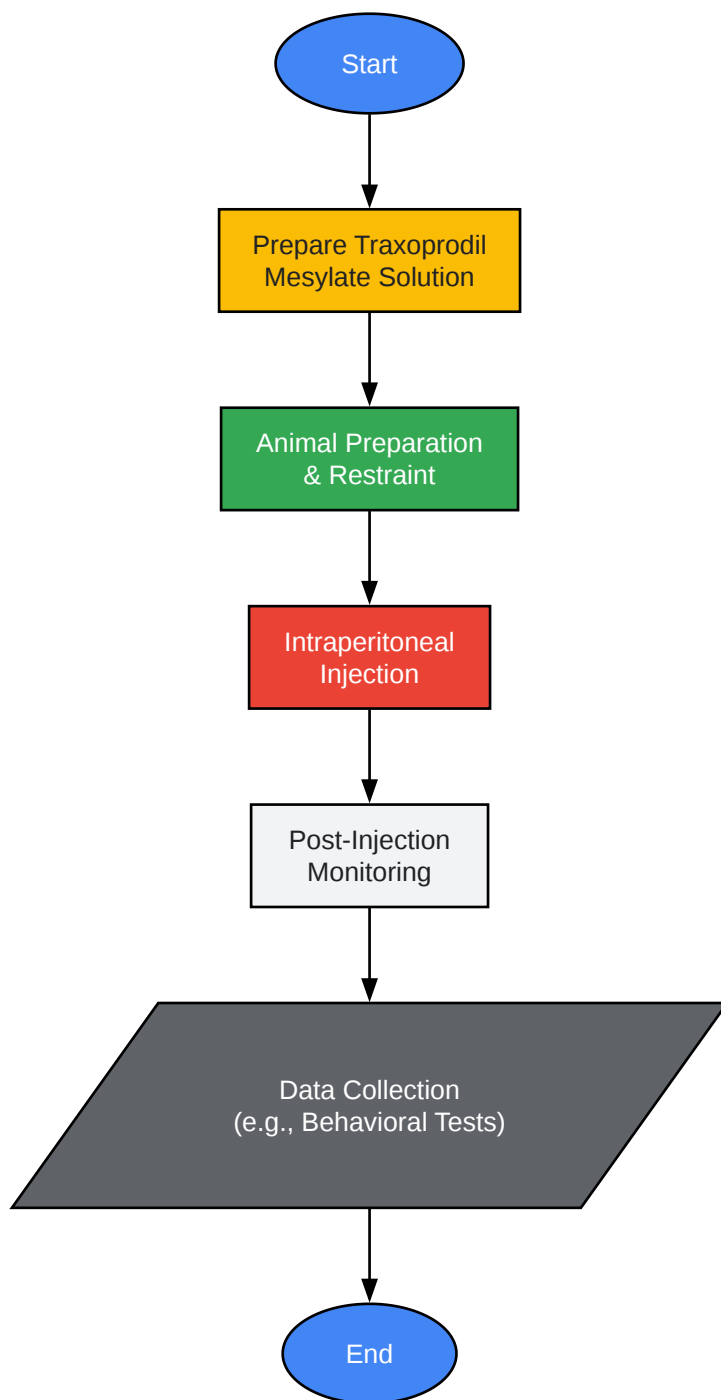 Start
Prepare Traxoprodil
Mesylate Solution
Animal Preparation
& Restraint
Intraperitoneal
Injection
Post-Injection
Monitoring
Data Collection
(e.g., Behavioral Tests)
End